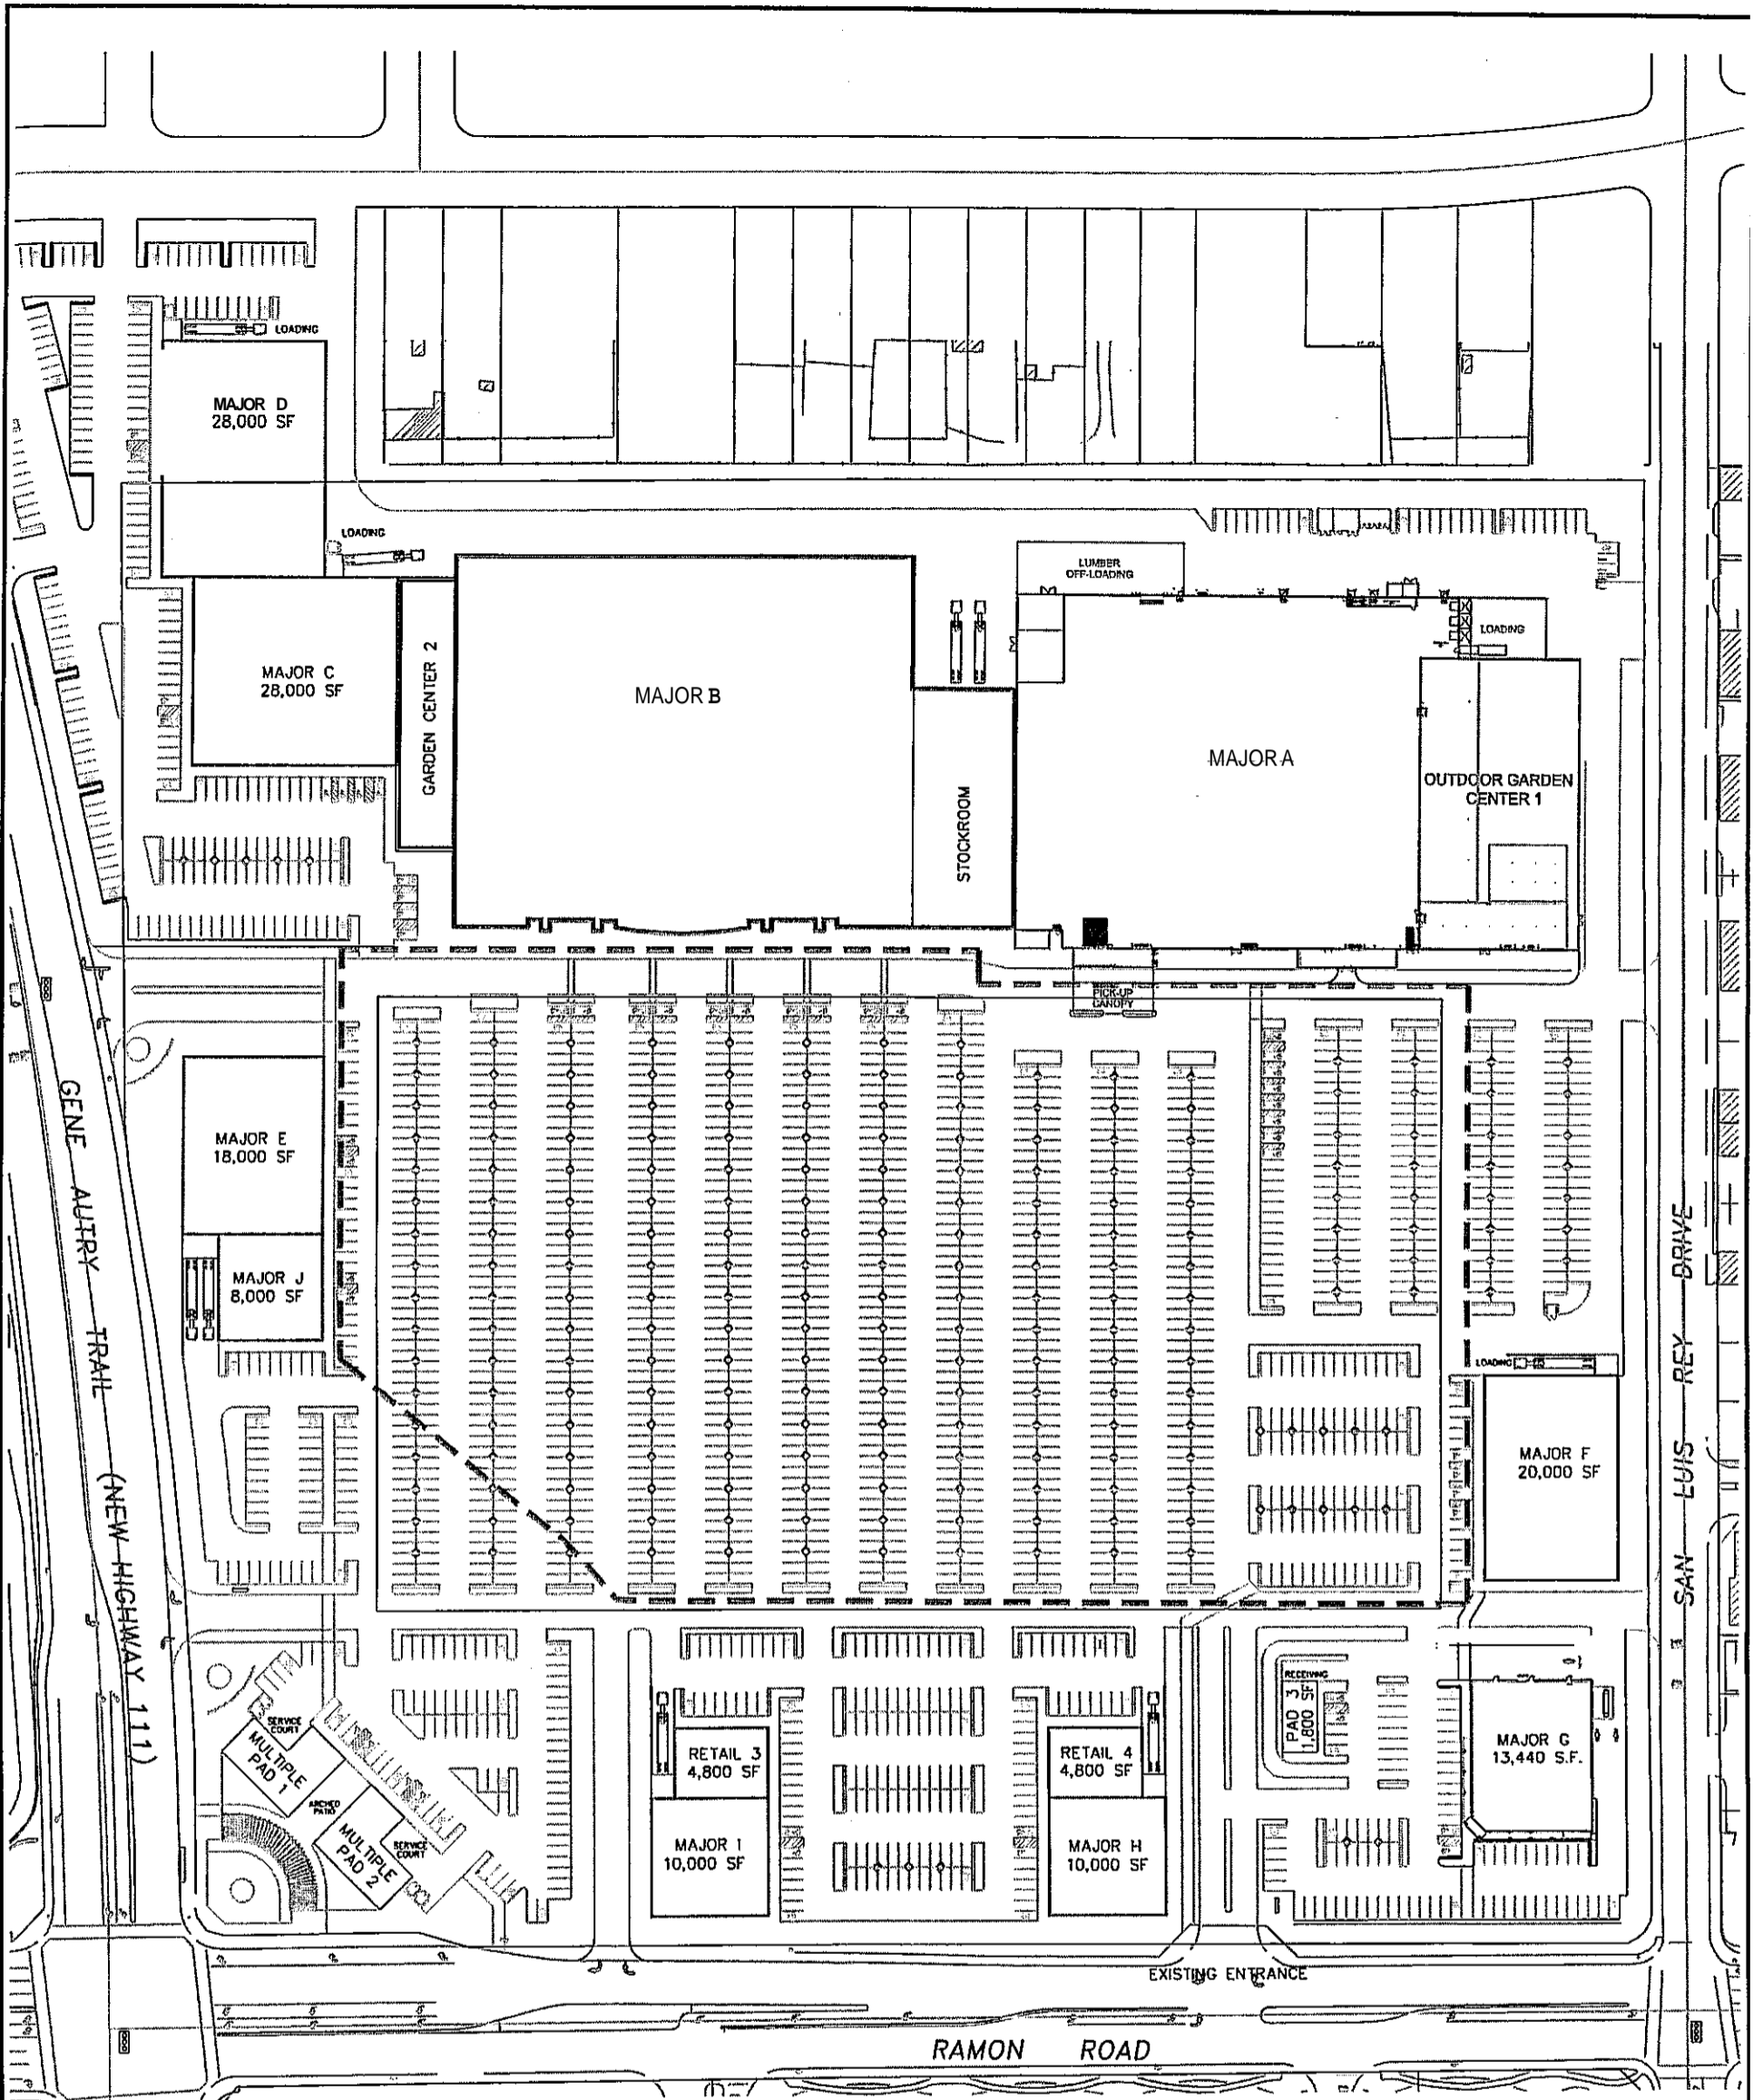 LOADING
MAJOR D
28,000 SF
LOADING
LUMBER
OFF-LOADING
LOADING
MAJOR C
28,000 SF
GARDEN CENTER 2
MAJOR B
STOCKROOM
MAJOR A
OUTDOOR GARDEN
CENTER 1
PICK-UP
CANOPY
MAJOR E
18,000 SF
MAJOR J
8,000 SF
GENE AUTRY TRAIL (NEW HIGHWAY 111)
SAN LUIS REY DRIVE
LOADING
MAJOR F
20,000 SF
SERVICE
COURT
MULTIPLE
PAD 1
ARCHED
PATIO
MULTIPLE
PAD 2
SERVICE
COURT
RETAIL 3
4,800 SF
MAJOR I
10,000 SF
RETAIL 4
4,800 SF
MAJOR H
10,000 SF
RECEIVING
PAD 3
1,800 SF
MAJOR G
13,440 S.F.
EXISTING ENTRANCE
RAMON ROAD